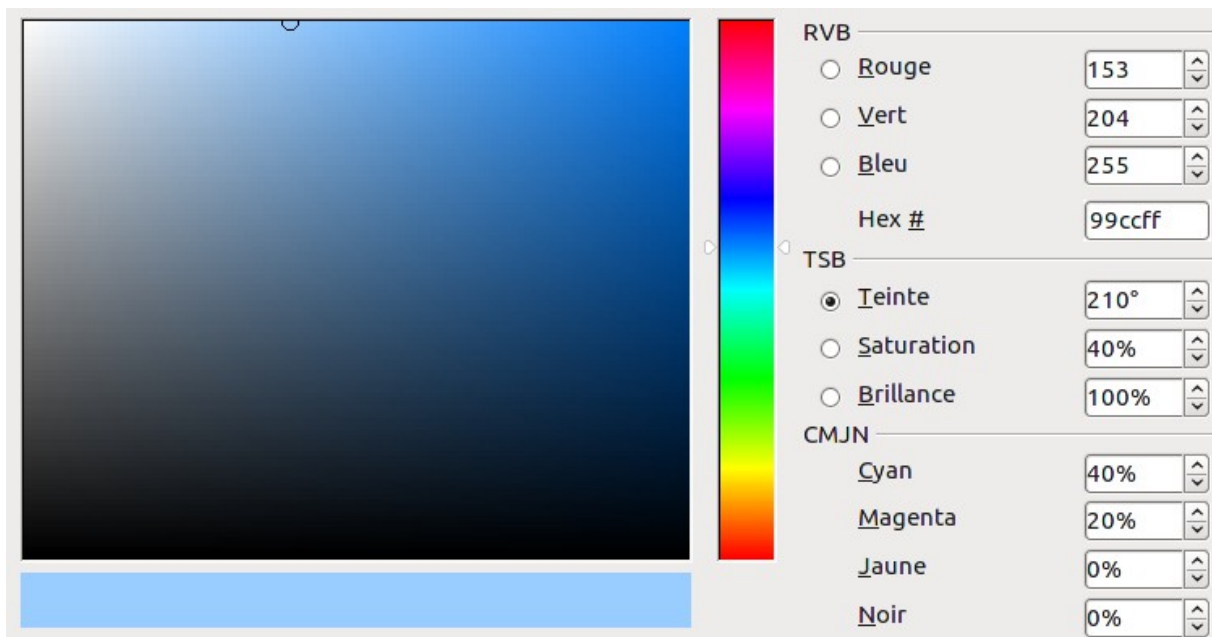 RVB
Rouge 153
Vert 204
Bleu 255
Hex # 99ccff
TSB
Teinte 210°
Saturation 40%
Brillance 100%
CMJN
Cyan 40%
Magenta 20%
Jaune 0%
Noir 0%